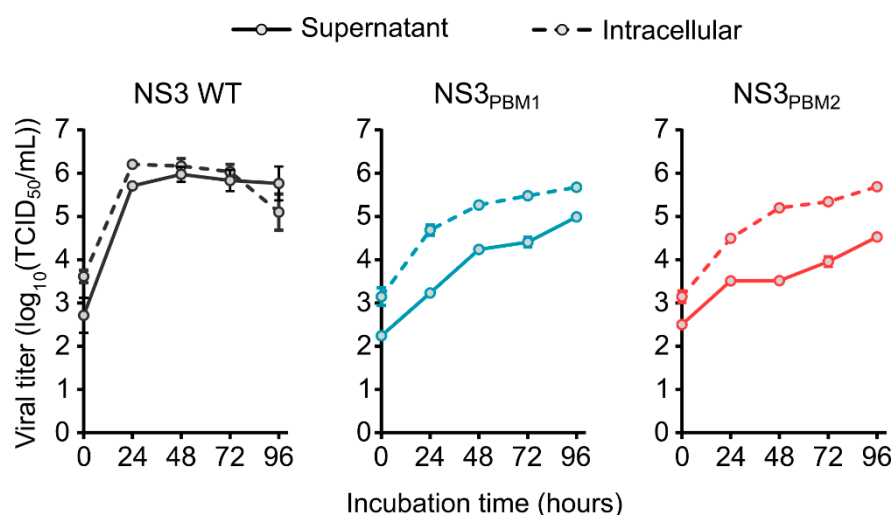 Supernatant Intracellular
NS3 WT NS3PBM1 NS3PBM2
Viral titer (log10(TCID50/mL))
7 7 7
6 6 6
5 5 5
4 4 4
3 3 3
2 2 2
1 1 1
0 0 0
0 24 48 72 96 0 24 48 72 96 0 24 48 72 96
Incubation time (hours)